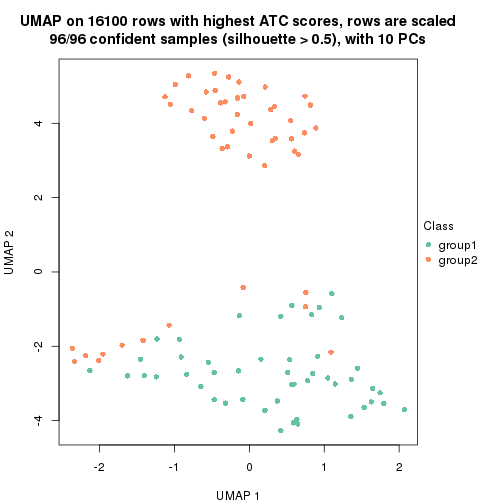 UMAP on 16100 rows with highest ATC scores, rows are scaled
96/96 confident samples (silhouette > 0.5), with 10 PCs
4
2
0
-2
-4
UMAP 2
-2
-1
0
1
2
UMAP 1
Class
group1
group2